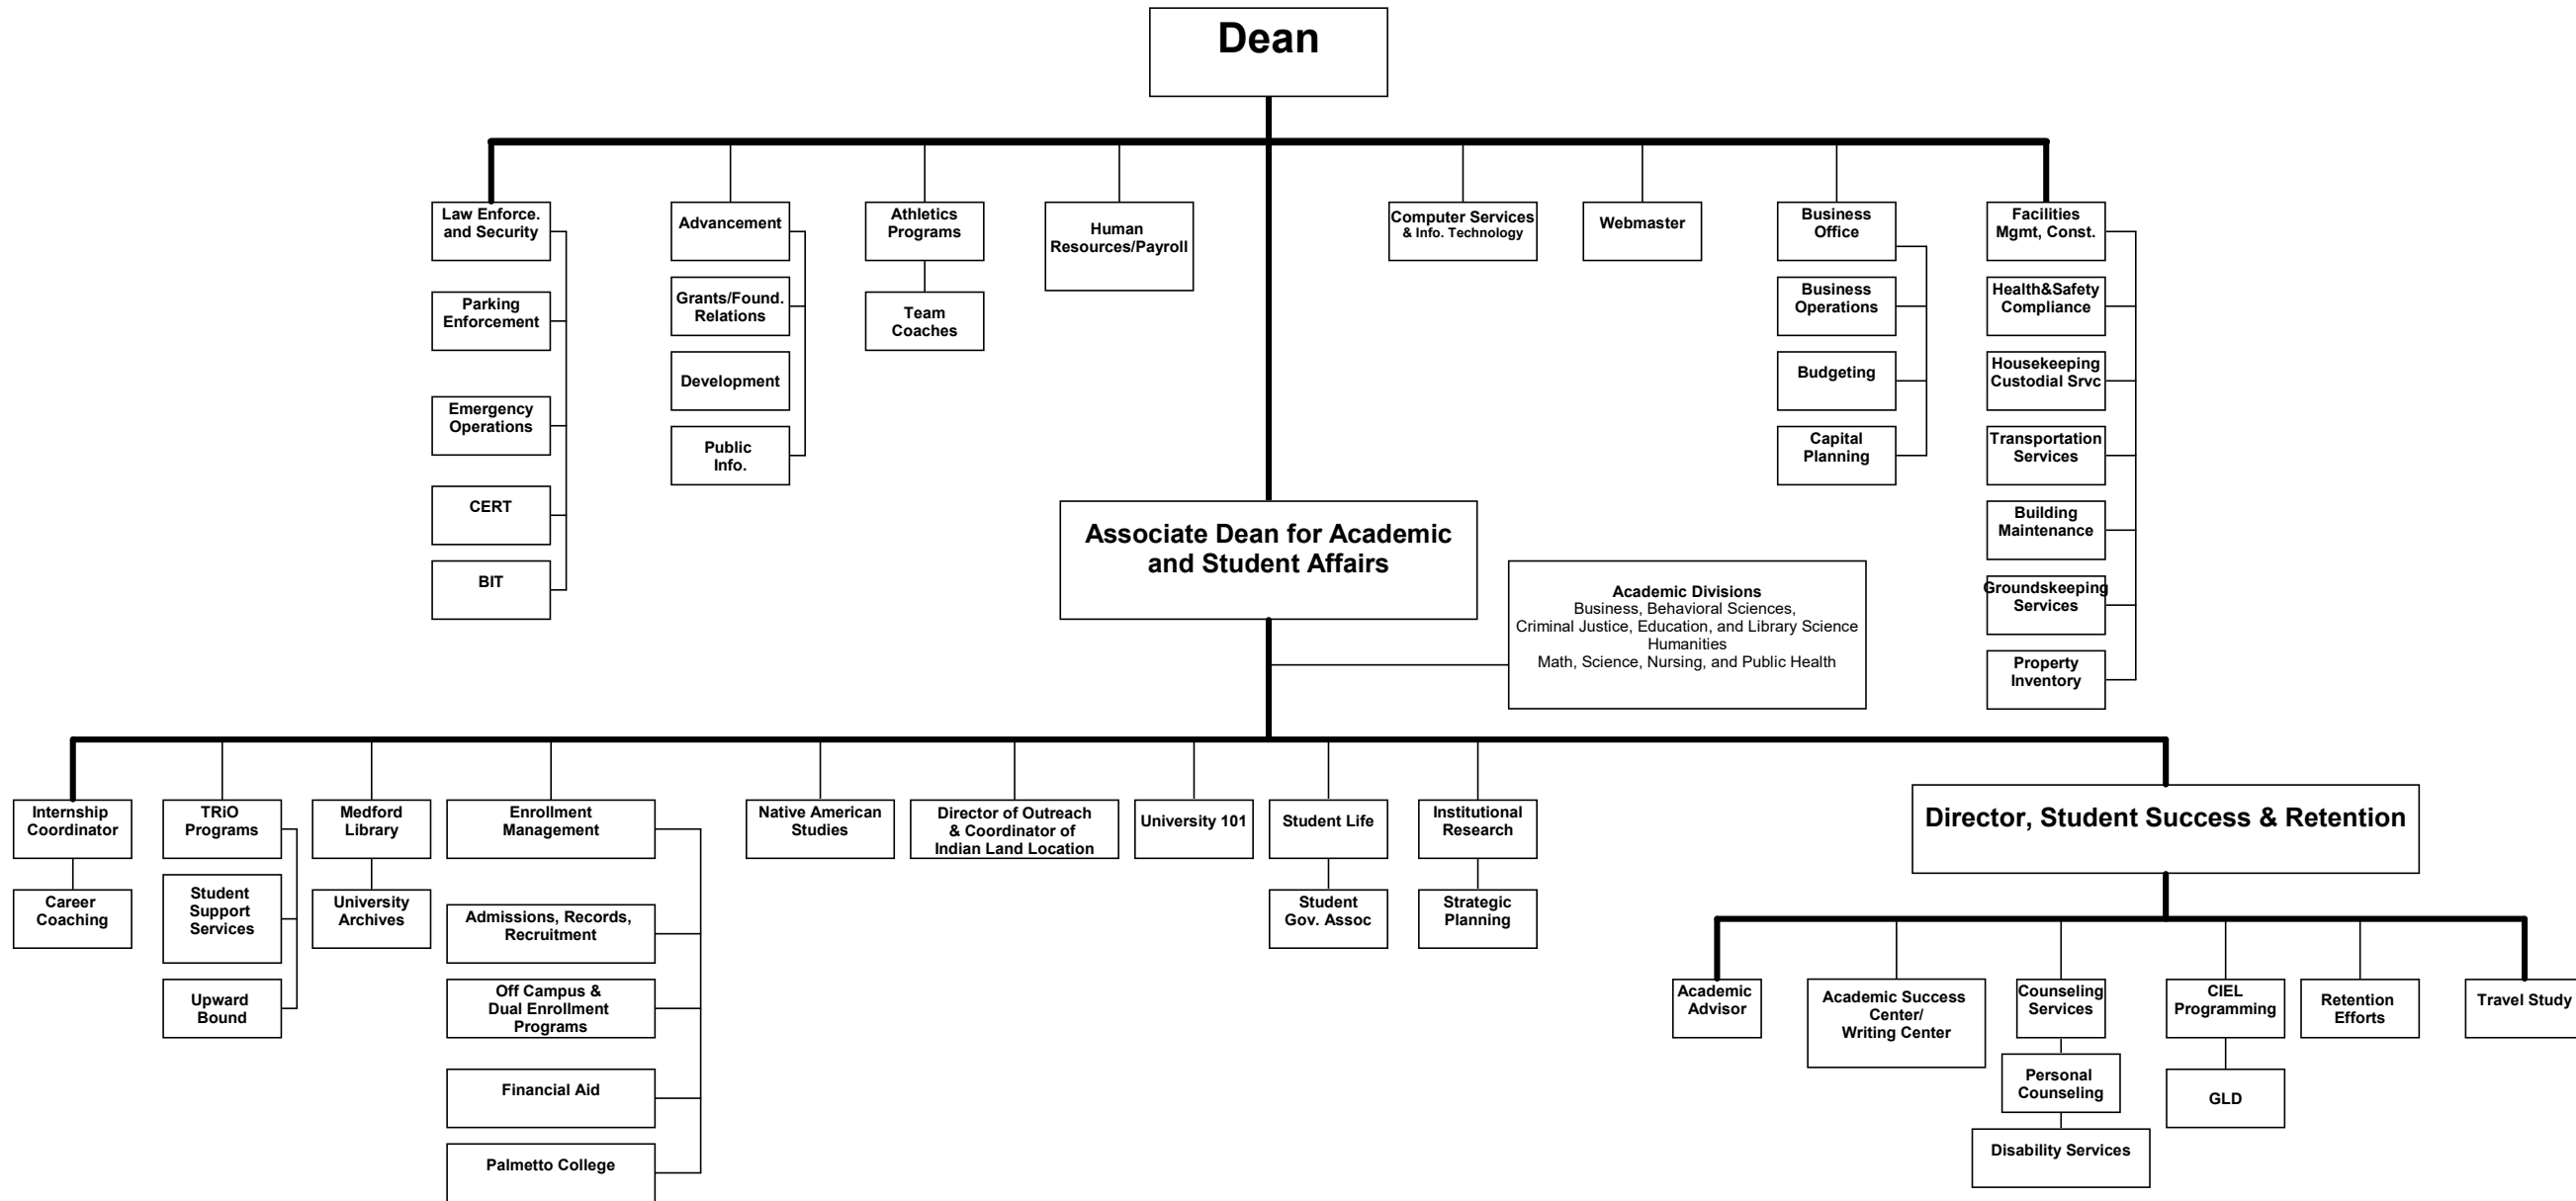 Dean
Law Enforce.
and Security
Advancement
Athletics
Programs
Human
Resources/Payroll
Computer Services
& Info. Technology
Webmaster
Business
Office
Facilities
Mgmt, Const.
Parking
Enforcement
Grants/Found.
Relations
Team
Coaches
Business
Operations
Health&Safety
Compliance
Development
Budgeting
Housekeeping
Custodial Srvc
Emergency
Operations
Public
Info.
Capital
Planning
Transportation
Services
CERT
Building
Maintenance
BIT
Groundskeeping
Services
Property
Inventory
Associate Dean for Academic
and Student Affairs
Academic Divisions
Business, Behavioral Sciences,
Criminal Justice, Education, and Library Science
Humanities
Math, Science, Nursing, and Public Health
Internship
Coordinator
TRiO
Programs
Medford
Library
Enrollment
Management
Native American
Studies
Director of Outreach
& Coordinator of
Indian Land Location
University 101
Student Life
Institutional
Research
Director, Student Success & Retention
Career
Coaching
Student
Support
Services
University
Archives
Admissions, Records,
Recruitment
Student
Gov. Assoc
Strategic
Planning
Upward
Bound
Off Campus &
Dual Enrollment
Programs
Financial Aid
Palmetto College
Academic
Advisor
Academic Success
Center/
Writing Center
Counseling
Services
CIEL
Programming
Retention
Efforts
Travel Study
Personal
Counseling
GLD
Disability Services